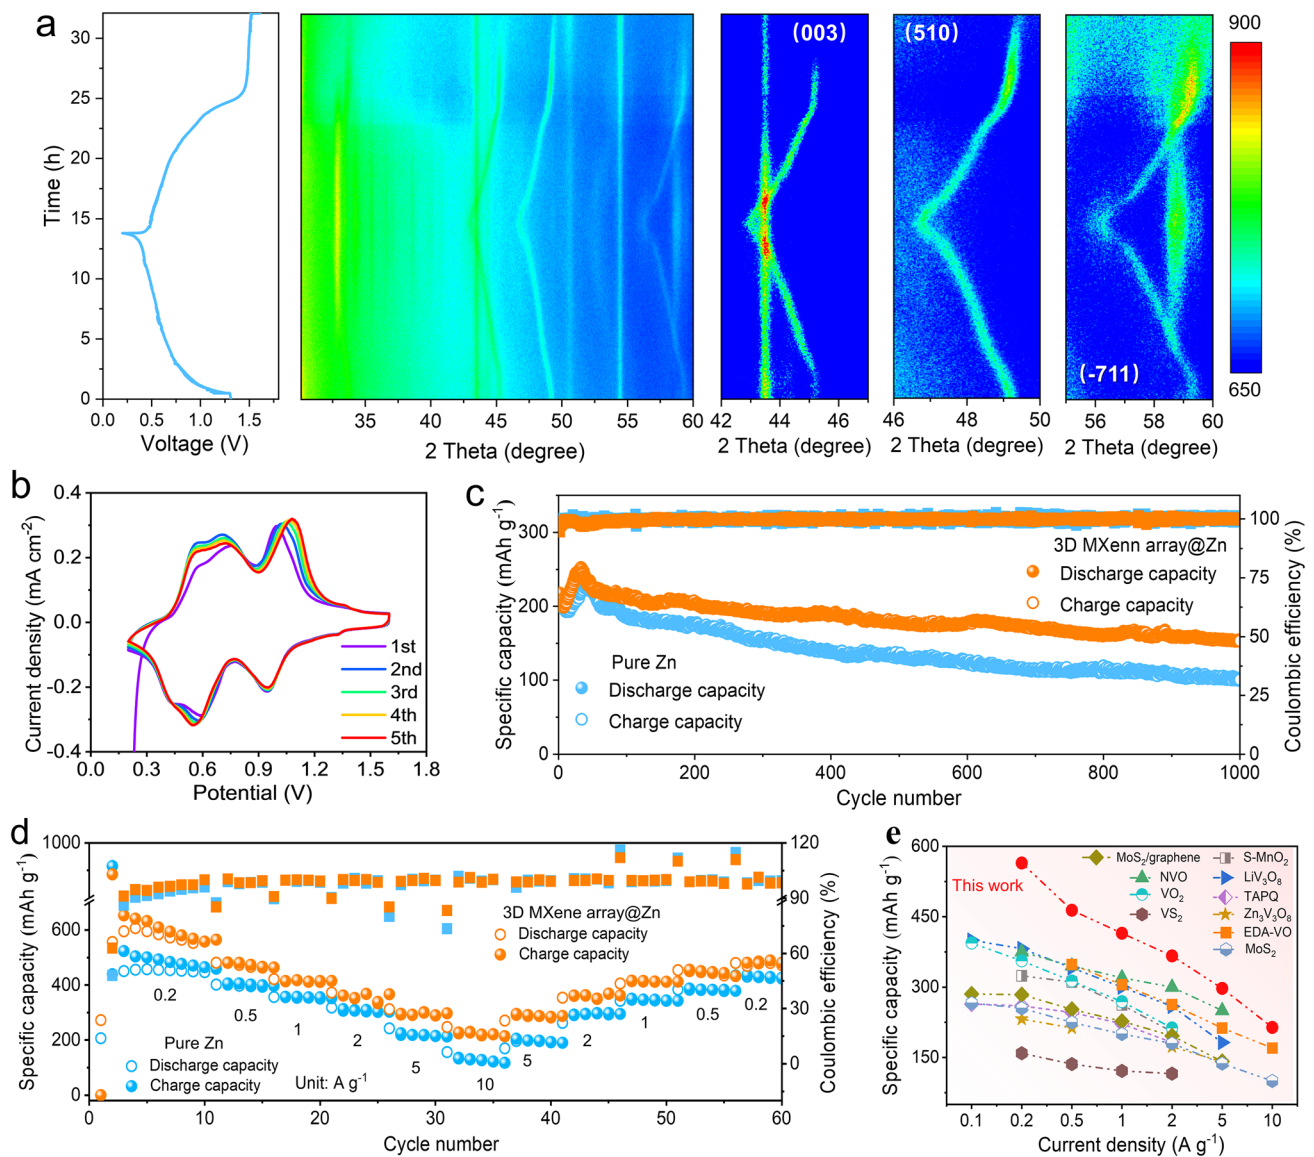 a
30
25
20
15
10
5
0
Time (h)
0.0 0.5 1.0 1.5
Voltage (V)
35 40 45 50 55 60
2 Theta (degree)
(003)
42 44 46
2 Theta (degree)
(510)
46 48 50
2 Theta (degree)
(-711)
56 58 60
2 Theta (degree)
900
650
b
0.4
0.2
0.0
-0.2
-0.4
Current density (mA cm⁻²)
1st
2nd
3rd
4th
5th
0.0 0.3 0.6 0.9 1.2 1.5 1.8
Potential (V)
c
300
200
100
0
Specific capacity (mAh g⁻¹)
3D MXenn array@Zn
Discharge capacity
Charge capacity
Pure Zn
Discharge capacity
Charge capacity
100
75
50
25
0
Coulombic efficiency (%)
0 200 400 600 800 1000
Cycle number
d
1000
600
400
200
0
Specific capacity (mAh g⁻¹)
3D MXene array@Zn
Discharge capacity
Charge capacity
0.2
0.5
1
2
5
10
5
2
1
0.5
0.2
Pure Zn
Discharge capacity
Charge capacity
Unit: A g⁻¹
120
90
60
30
0
Coulombic efficiency (%)
0 10 20 30 40 50 60
Cycle number
e
600
450
300
150
Specific capacity (mAh g⁻¹)
This work
MoS₂/graphene
NVO
VO₂
VS₂
S-MnO₂
LiV₃O₈
TAPQ
Zn₃V₃O₈
EDA-VO
MoS₂
0.1 0.2 0.5 1 2 5 10
Current density (A g⁻¹)